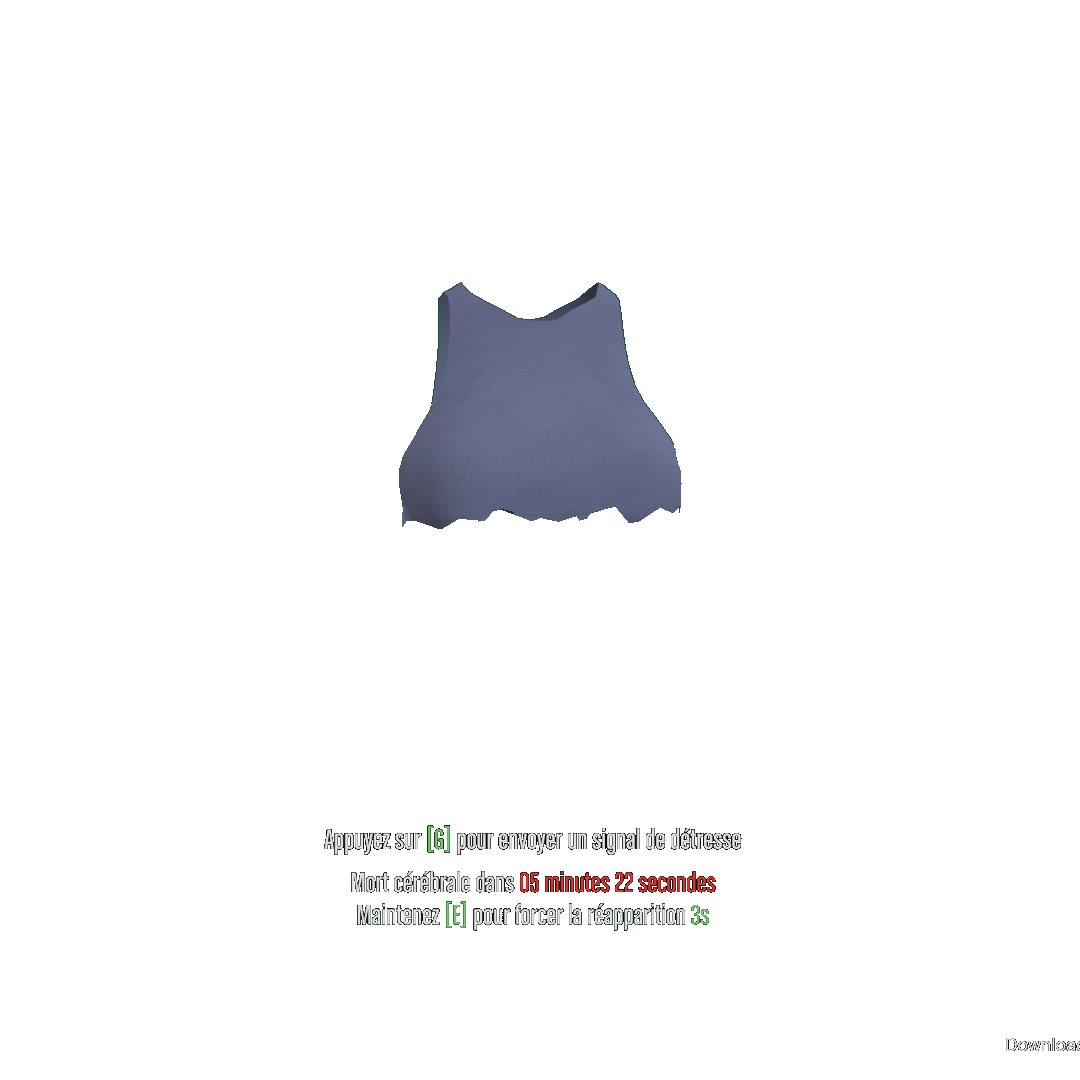 Appuyez sur [G] pour envoyer un signal de détresse
Mort cérébrale dans 05 minutes 22 secondes
Maintenez [E] pour forcer la réapparition 3s